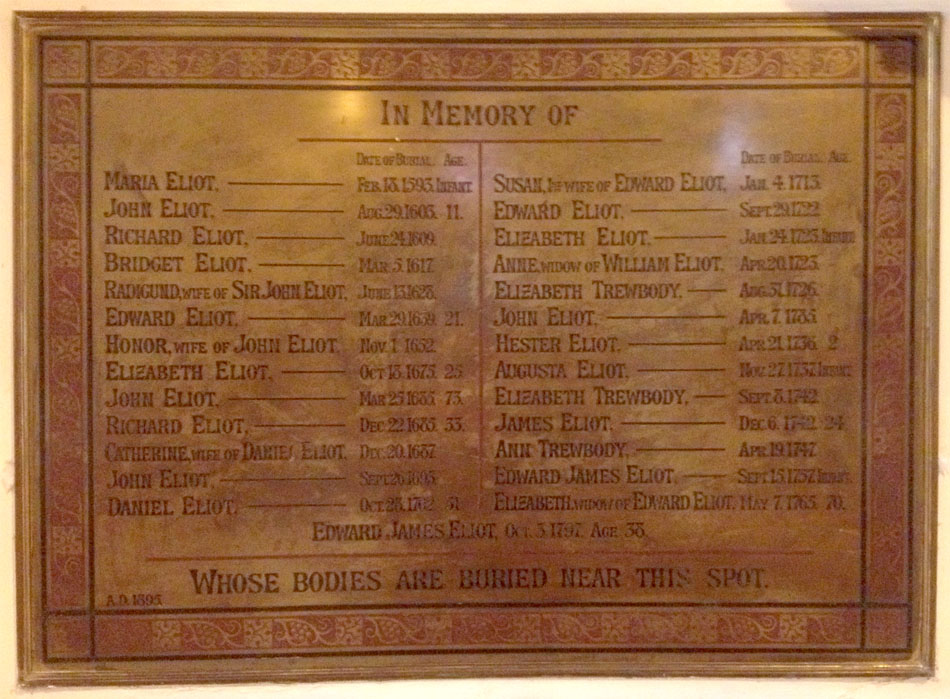 IN MEMORY OF
DATE OF BURIAL. AGE.
MARIA ELIOT. FEB. 18. 1593. INFANT
JOHN ELIOT. AUG. 29. 1603. 11.
RICHARD ELIOT. JUNE 24. 1609.
BRIDGET ELIOT. MAR. 5. 1617.
RADIGUND, WIFE OF SIR JOHN ELIOT, JUNE 13. 1628.
EDWARD ELIOT. MAR. 29. 1639. 21.
HONOR, WIFE OF JOHN ELIOT. NOV. 1 1652.
ELIZABETH ELIOT. OCT 13. 1675. 25
JOHN ELIOT. MAR 25 1685. 73.
RICHARD ELIOT. DEC. 22 1685. 33.
CATHERINE, WIFE OF DANIEL ELIOT. DEC. 20. 1687.
JOHN ELIOT. SEPT 26 1695.
DANIEL ELIOT. OCT. 28. 1702.
DATE OF BURIAL. AGE.
SUSAN, 1ST WIFE OF EDWARD ELIOT, JAN. 4. 1713.
EDWARD ELIOT. SEPT. 29. 1722
ELIZABETH ELIOT. JAN. 24. 1723. INFANT
ANNE, WIDOW OF WILLIAM ELIOT. APR. 20. 1723.
ELIZABETH TREWBODY. AUG. 31. 1726.
JOHN ELIOT. APR. 7.
HESTER ELIOT. APR. 21. 1736. 2
AUGUSTA ELIOT. NOV. 27. 1737. INFANT
ELIZABETH TREWBODY, SEPT. 8. 1742.
JAMES ELIOT. DEC. 6. 1742. 24.
ANN TREWBODY. APR. 19. 1747.
EDWARD JAMES ELIOT. SEPT 15. 1757. INFANT.
ELIZABETH, WIDOW OF EDWARD ELIOT. MAY 7. 1765. 70.
EDWARD JAMES ELIOT, OCT. 3. 1797. AGE 38.
WHOSE BODIES ARE BURIED NEAR THIS SPOT.
A.D. 1895.